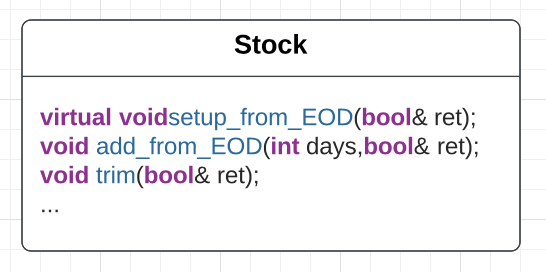 Stock
virtual voidsetup_from_EOD(bool& ret);
void add_from_EOD(int days,bool& ret);
void trim(bool& ret);
...